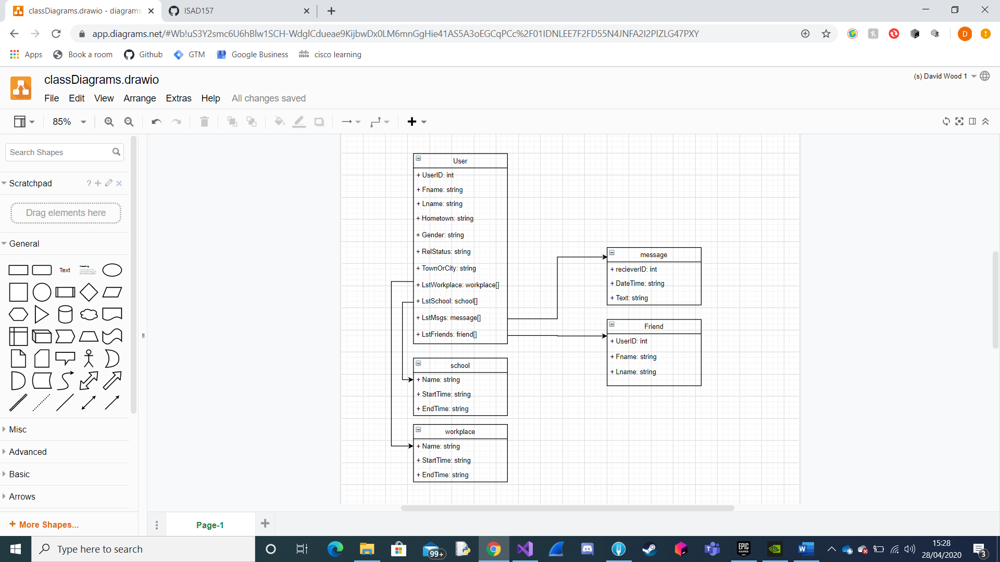 classDiagrams.drawio - diagrams
ISAD157
app.diagrams.net/#Wb!uS3Y2smc6U6hBlw1SCH-WdglCdueae9KijbwDx0LM6mnGgHie41AS5A3oEGCqPCc%2F01IDNLEE7F2FD55N4JNFA2I2PIZLG47PXY
D
Apps
Book a room
Github
GTM
Google Business
cisco learning
classDiagrams.drawio
(s) David Wood 1
File
Edit
View
Arrange
Extras
Help
All changes saved
85%
Search Shapes
Scratchpad
?
Drag elements here
General
Text
Heading
Misc
Advanced
Basic
Arrows
+ More Shapes...
User
+ UserID: int
+ Fname: string
+ Lname: string
+ Hometown: string
+ Gender: string
+ RelStatus: string
+ TownOrCity: string
+ LstWorkplace: workplace[]
+ LstSchool: school[]
+ LstMsgs: message[]
+ LstFriends: friend[]
school
+ Name: string
+ StartTime: string
+ EndTime: string
workplace
+ Name: string
+ StartTime: string
+ EndTime: string
message
+ recieverID: int
+ DateTime: string
+ Text: string
Friend
+ UserID: int
+ Fname: string
+ Lname: string
Page-1
Type here to search
99+
EPIC
GAMES
15:28
28/04/2020
3